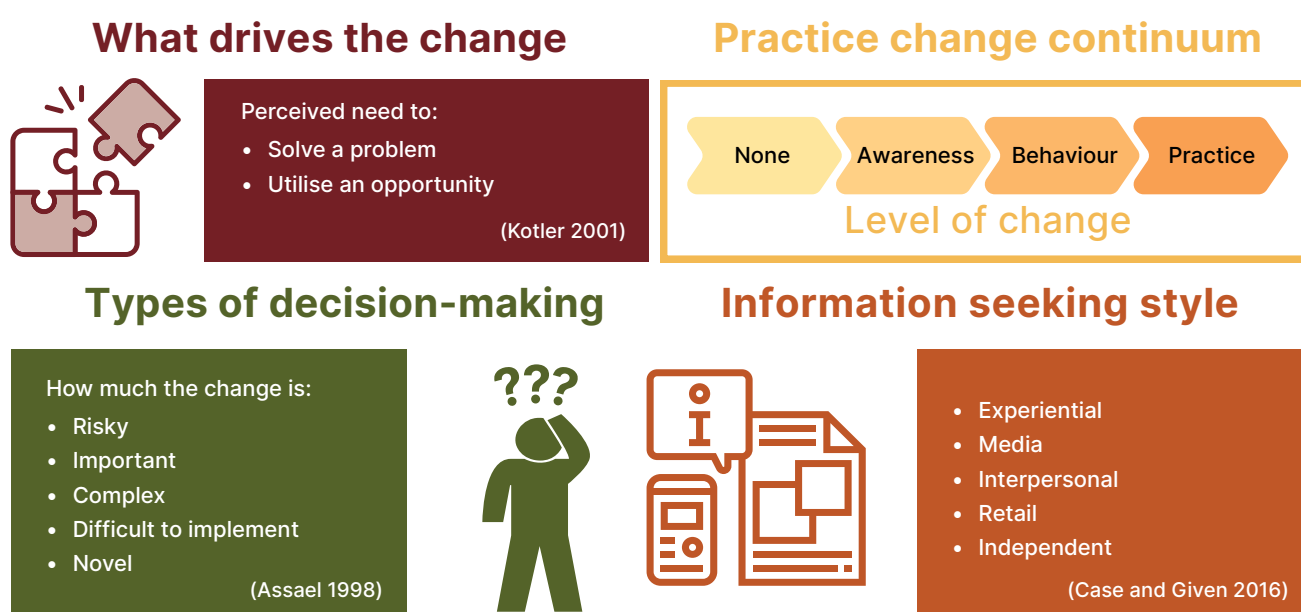 What drives the change
Perceived need to:
• Solve a problem
• Utilise an opportunity
(Kotler 2001)
Practice change continuum
None
Awareness
Behaviour
Practice
Level of change
Types of decision-making
How much the change is:
• Risky
• Important
• Complex
• Difficult to implement
• Novel
(Assael 1998)
???
Information seeking style
i
• Experiential
• Media
• Interpersonal
• Retail
• Independent
(Case and Given 2016)